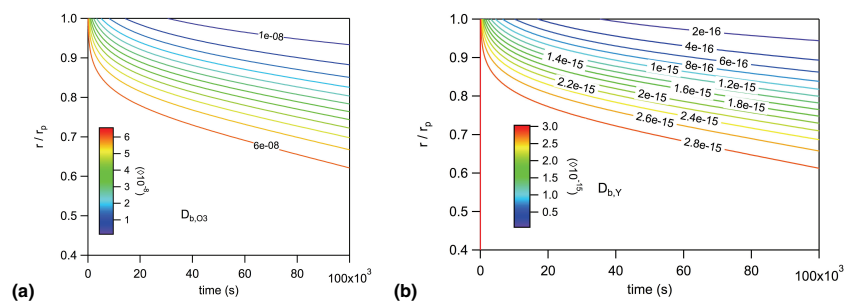 1.0
0.9
0.8
0.7
0.6
0.5
0.4
r / rp
1e-08
6e-08
6
5
4
3
2
1
(◊10⁻⁸)
Db,O3
0
20
40
60
80
100x10³
time (s)
(a)
1.0
0.9
0.8
0.7
0.6
0.5
0.4
r / rp
2e-16
4e-16
6e-16
8e-16
1e-15
1.2e-15
1.4e-15
1.6e-15
1.8e-15
2e-15
2.2e-15
2.4e-15
2.6e-15
2.8e-15
3.0
2.5
2.0
1.5
1.0
0.5
(◊10⁻¹⁵)
Db,Y
0
20
40
60
80
100x10³
time (s)
(b)